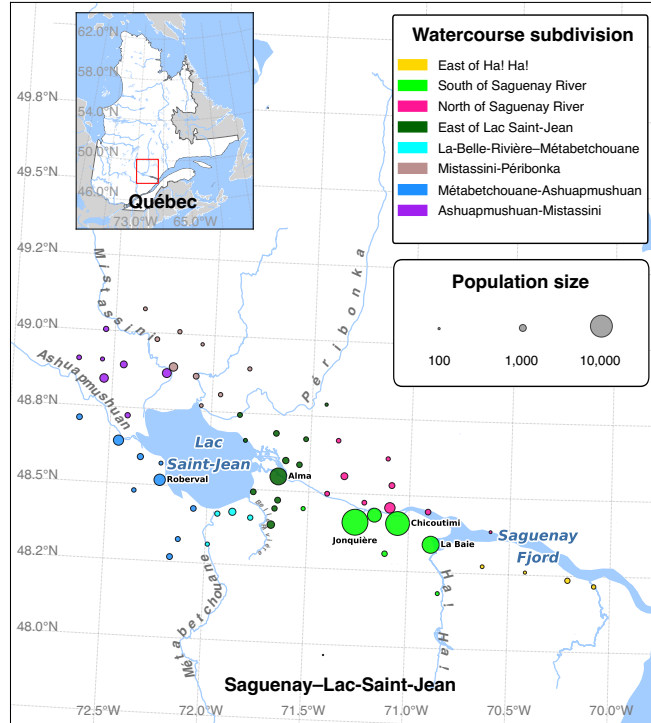 62.0°N
58.0°N
54.0°N
50.0°N
46.0°N
73.0°W
65.0°W
Québec
Watercourse subdivision
East of Ha! Ha!
South of Saguenay River
North of Saguenay River
East of Lac Saint-Jean
La-Belle-Rivière–Métabetchouane
Mistassini-Péribonka
Métabetchouane-Ashuapmushuan
Ashuapmushuan-Mistassini
Population size
100
1,000
10,000
49.8°N
49.5°N
49.2°N
49.0°N
48.8°N
48.5°N
48.2°N
48.0°N
Mistassini
Péribonka
Ashuapmushuan
Lac
Saint-Jean
Alma
Roberval
Jonquière
Chicoutimi
La Baie
Saguenay
Fjord
Ha! Ha!
Métabetchouane
Saguenay–Lac-Saint-Jean
72.5°W
72.0°W
71.5°W
71.0°W
70.5°W
70.0°W